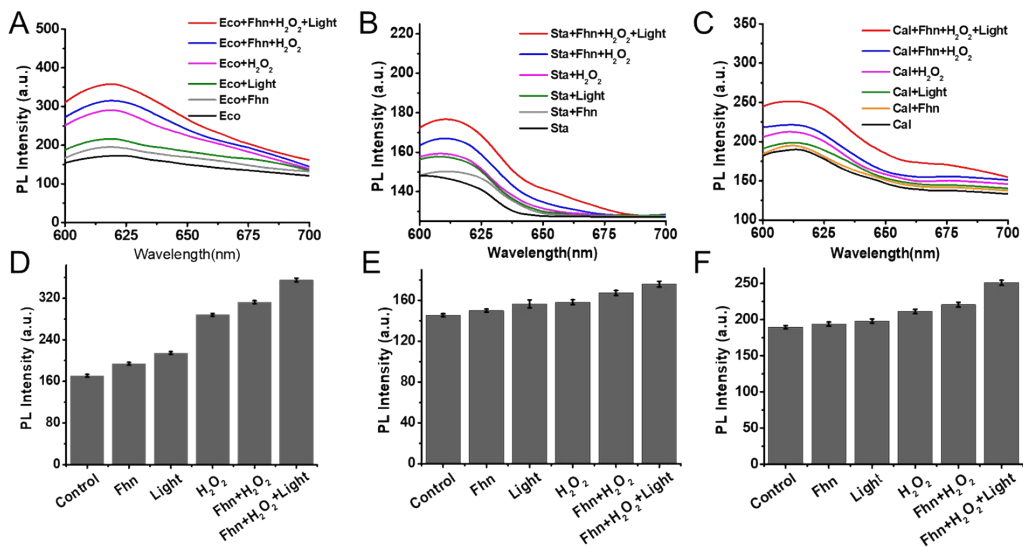 A
PL Intensity (a.u.)
500
400
300
200
100
0
600
625
650
675
700
Wavelength(nm)
Eco+Fhn+H₂O₂+Light
Eco+Fhn+H₂O₂
Eco+H₂O₂
Eco+Light
Eco+Fhn
Eco
B
PL Intensity (a.u.)
220
200
180
160
140
600
625
650
675
700
Wavelength(nm)
Sta+Fhn+H₂O₂+Light
Sta+Fhn+H₂O₂
Sta+H₂O₂
Sta+Light
Sta+Fhn
Sta
C
PL Intensity (a.u.)
350
300
250
200
150
100
600
625
650
675
700
Wavelength(nm)
Cal+Fhn+H₂O₂+Light
Cal+Fhn+H₂O₂
Cal+H₂O₂
Cal+Light
Cal+Fhn
Cal
D
PL Intensity (a.u.)
320
240
160
80
0
Control
Fhn
Light
H₂O₂
Fhn+H₂O₂
Fhn+H₂O₂+Light
E
PL Intensity (a.u.)
160
120
80
40
0
Control
Fhn
Light
H₂O₂
Fhn+H₂O₂
Fhn+H₂O₂+Light
F
PL Intensity (a.u.)
250
200
150
100
50
0
Control
Fhn
Light
H₂O₂
Fhn+H₂O₂
Fhn+H₂O₂+Light